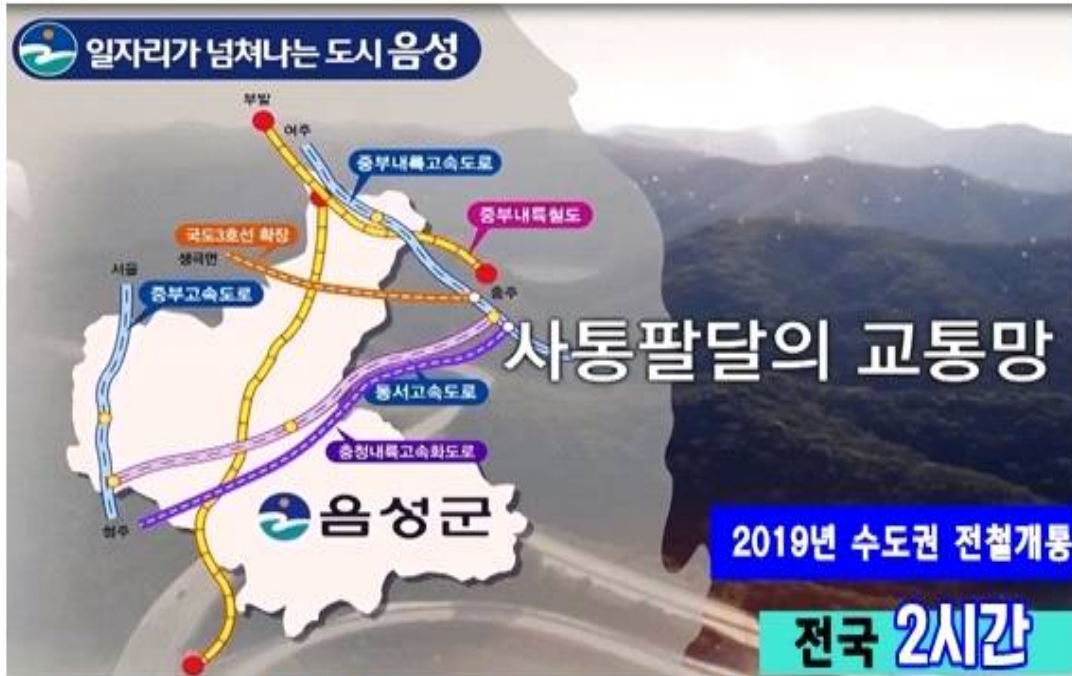 일자리가 넘쳐나는 도시 음성
부발
여주
중부내륙고속도로
중부내륙철도
국도3호선 확장
생극면
서울
중부고속도로
충주
사통팔달의 교통망
동서고속도로
충청내륙고속화도로
음성군
청주
2019년 수도권 전철개통
전국 2시간